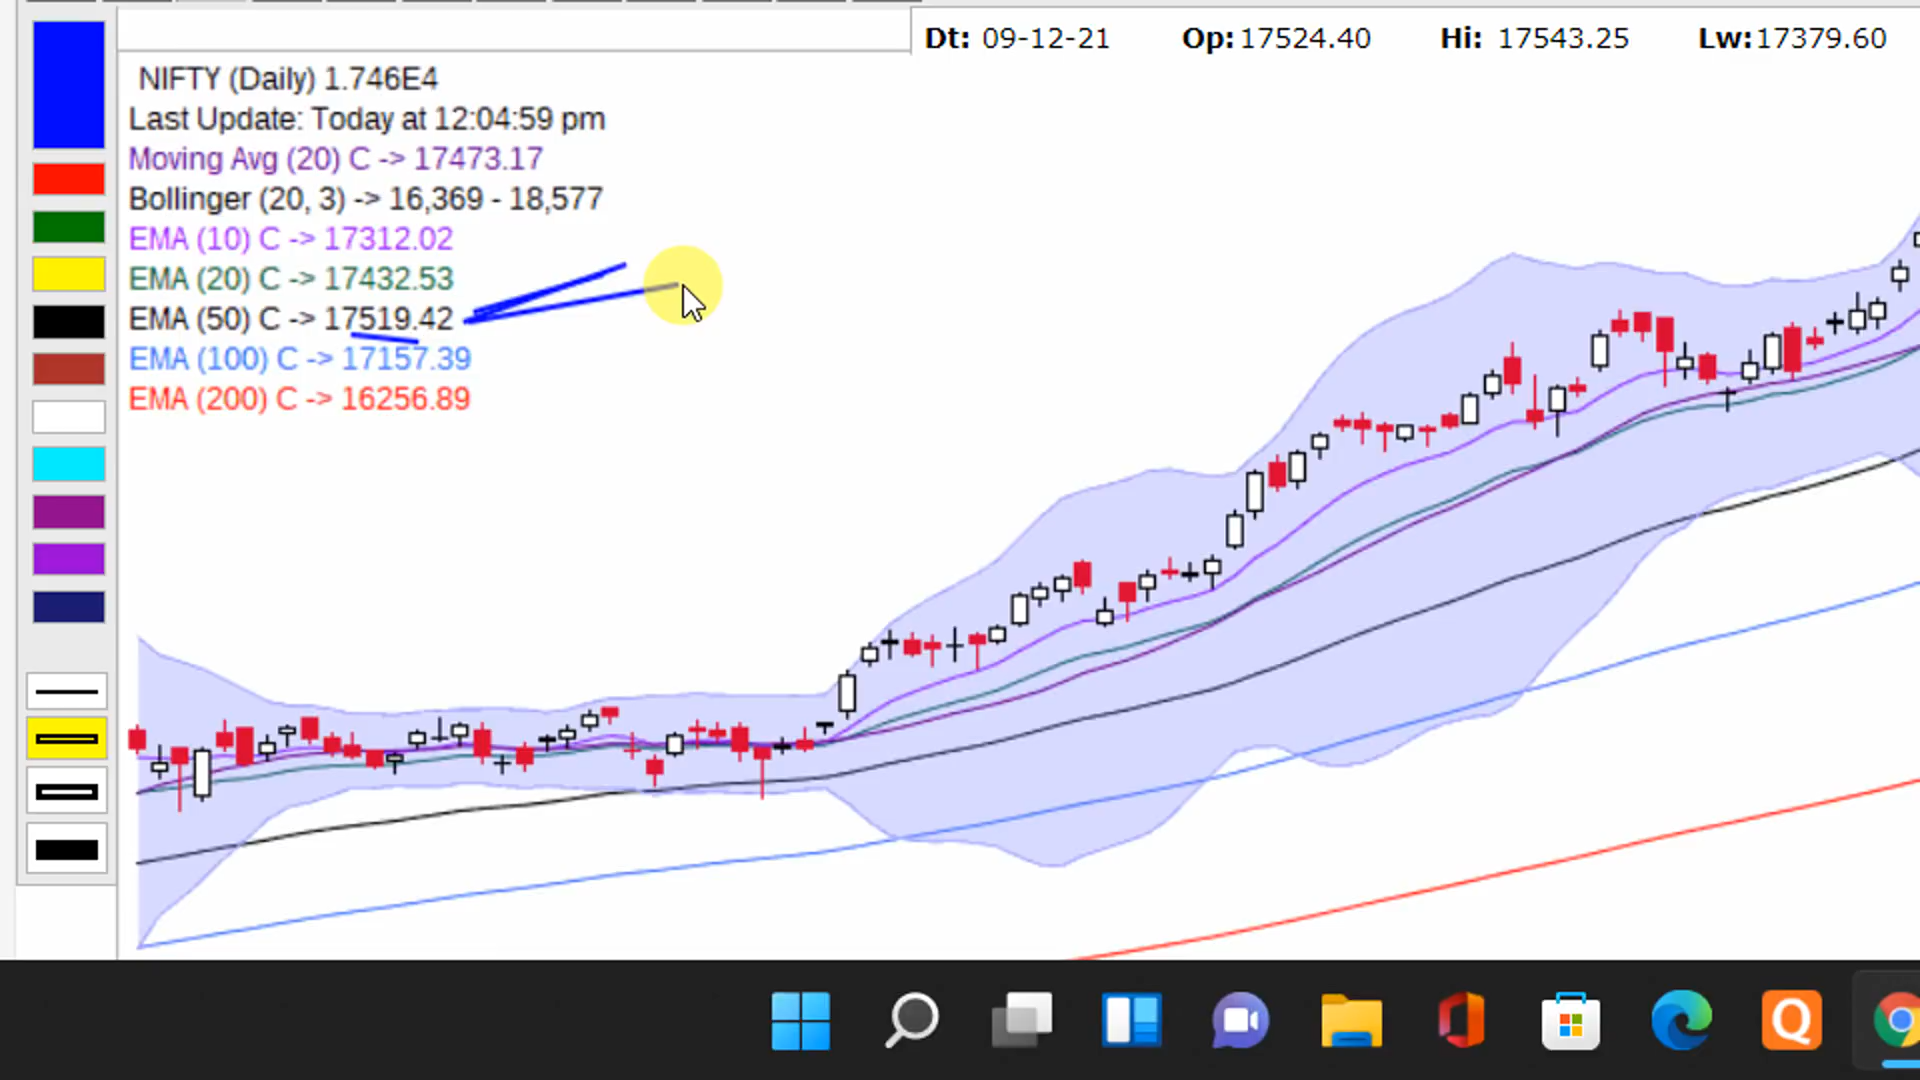 Dt: 09-12-21 Op: 17524.40 Hi: 17543.25 Lw: 17379.60
NIFTY (Daily) 1.746E4
Last Update: Today at 12:04:59 pm
Moving Avg (20) C -> 17473.17
Bollinger (20, 3) -> 16,369 - 18,577
EMA (10) C -> 17312.02
EMA (20) C -> 17432.53
EMA (50) C -> 17519.42
EMA (100) C -> 17157.39
EMA (200) C -> 16256.89
Q